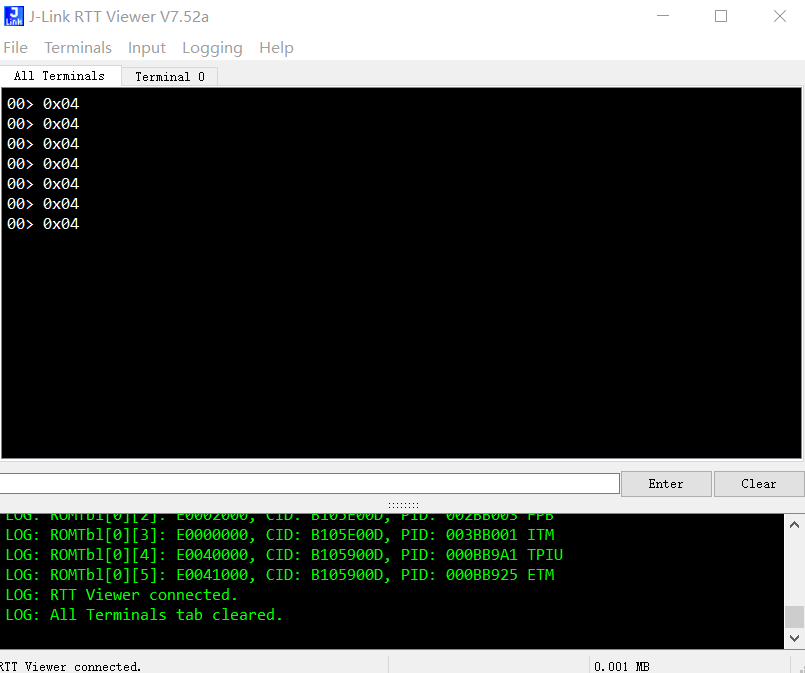 J-Link RTT Viewer V7.52a
File Terminals Input Logging Help
All Terminals Terminal 0
00> 0x04
00> 0x04
00> 0x04
00> 0x04
00> 0x04
00> 0x04
00> 0x04
Enter Clear
LOG: ROMTbl[0][2]: E0002000, CID: B105E00D, PID: 002BB003 FPB
LOG: ROMTbl[0][3]: E0000000, CID: B105E00D, PID: 003BB001 ITM
LOG: ROMTbl[0][4]: E0040000, CID: B105900D, PID: 000BB9A1 TPIU
LOG: ROMTbl[0][5]: E0041000, CID: B105900D, PID: 000BB925 ETM
LOG: RTT Viewer connected.
LOG: All Terminals tab cleared.
RTT Viewer connected. 0.001 MB